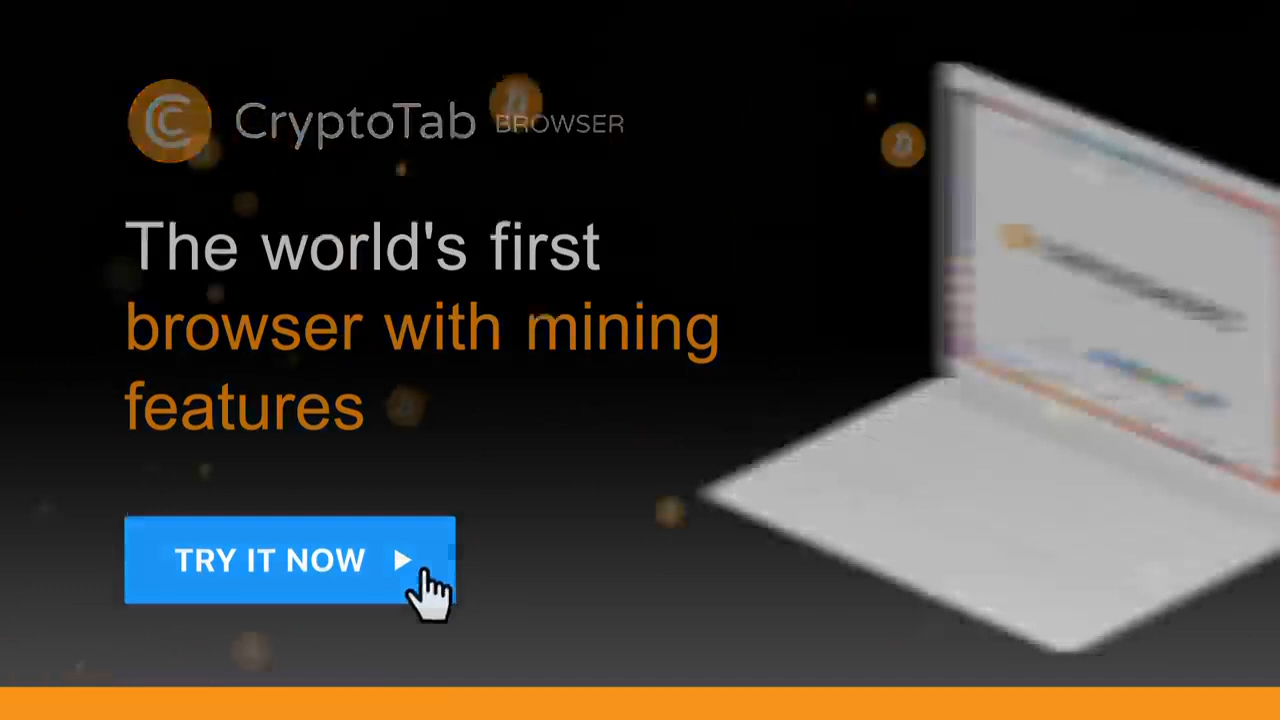 CryptoTab BROWSER
The world's first
browser with mining
features
TRY IT NOW